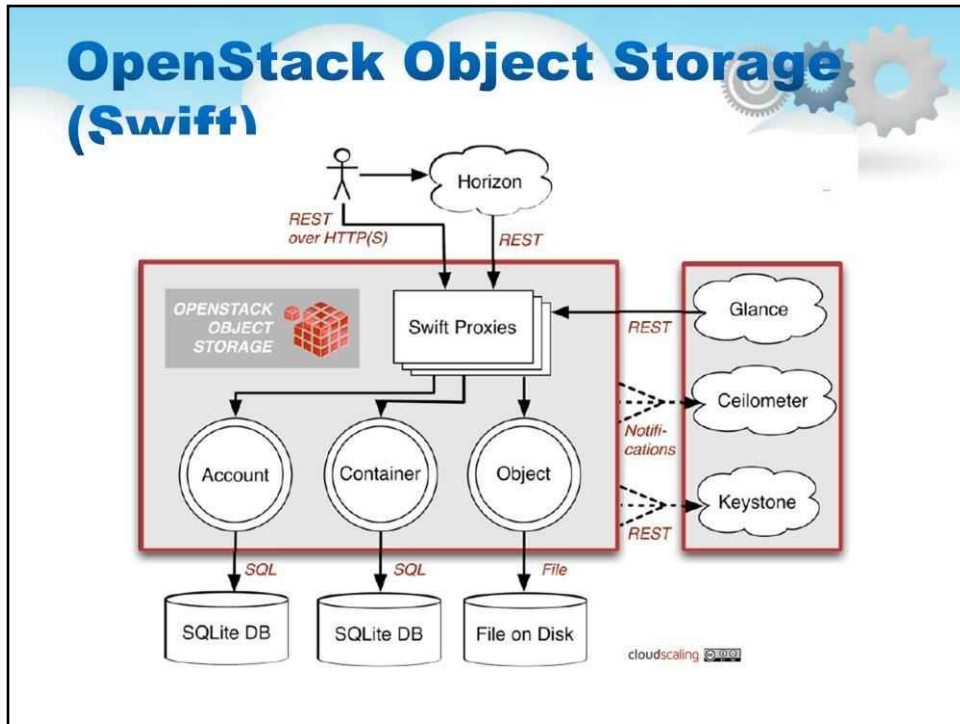 OpenStack Object Storage
(Swift)
Horizon
REST
over HTTP(S)
REST
OPENSTACK
OBJECT
STORAGE
Swift Proxies
REST
Glance
Ceilometer
Notifi-
cations
Account
Container
Object
Keystone
REST
SQL
SQL
File
SQLite DB
SQLite DB
File on Disk
cloudscaling